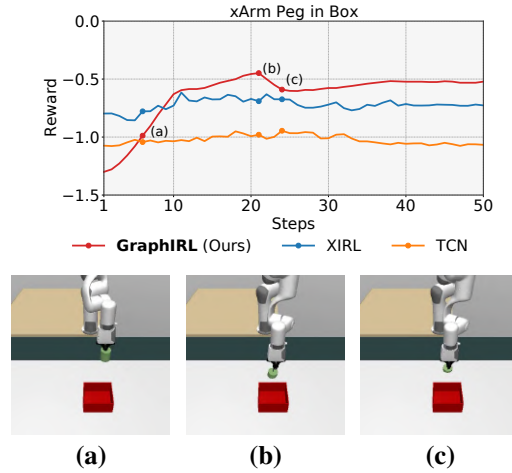 xArm Peg in Box
0.0
−0.5
−1.0
−1.5
Reward
(a)
(b)
(c)
1
10
20
30
40
50
Steps
GraphIRL (Ours)
XIRL
TCN
(a)
(b)
(c)